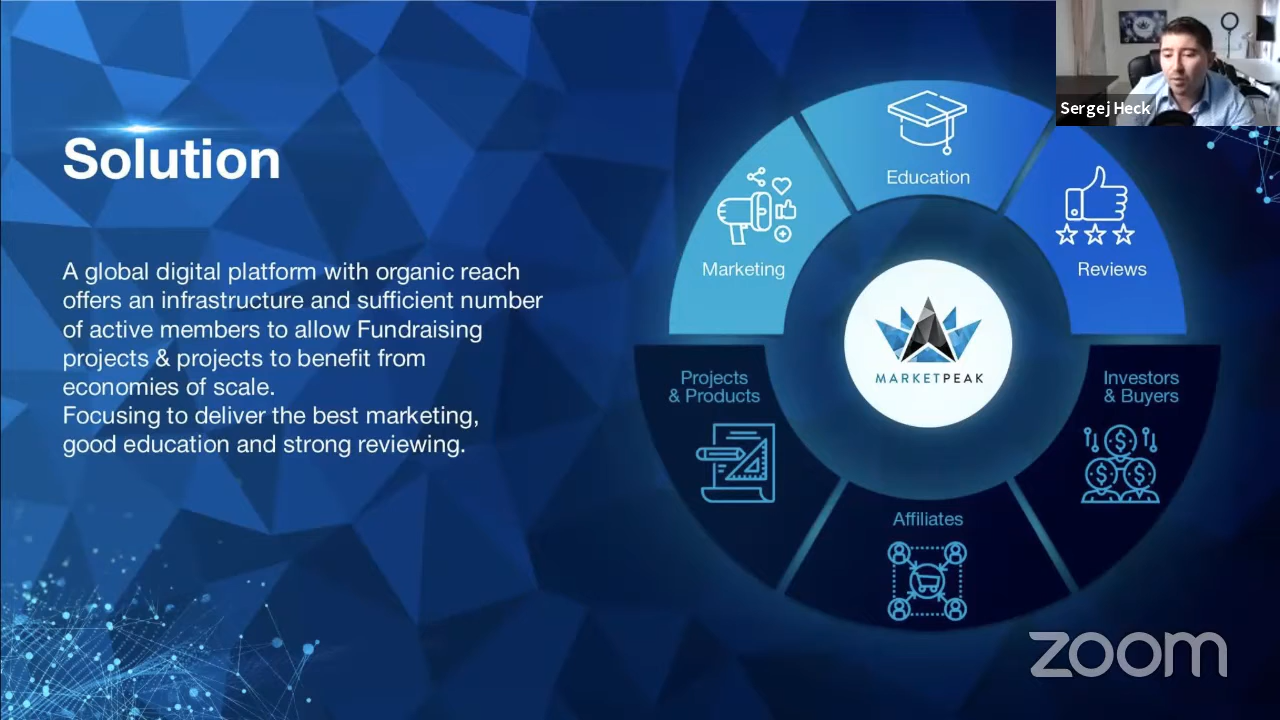 Sergej Heck
Solution
A global digital platform with organic reach
offers an infrastructure and sufficient number
of active members to allow Fundraising
projects & projects to benefit from
economies of scale.
Focusing to deliver the best marketing,
good education and strong reviewing.
Education
Marketing
Reviews
MARKETPEAK
Projects
& Products
Investors
& Buyers
Affiliates
zoom